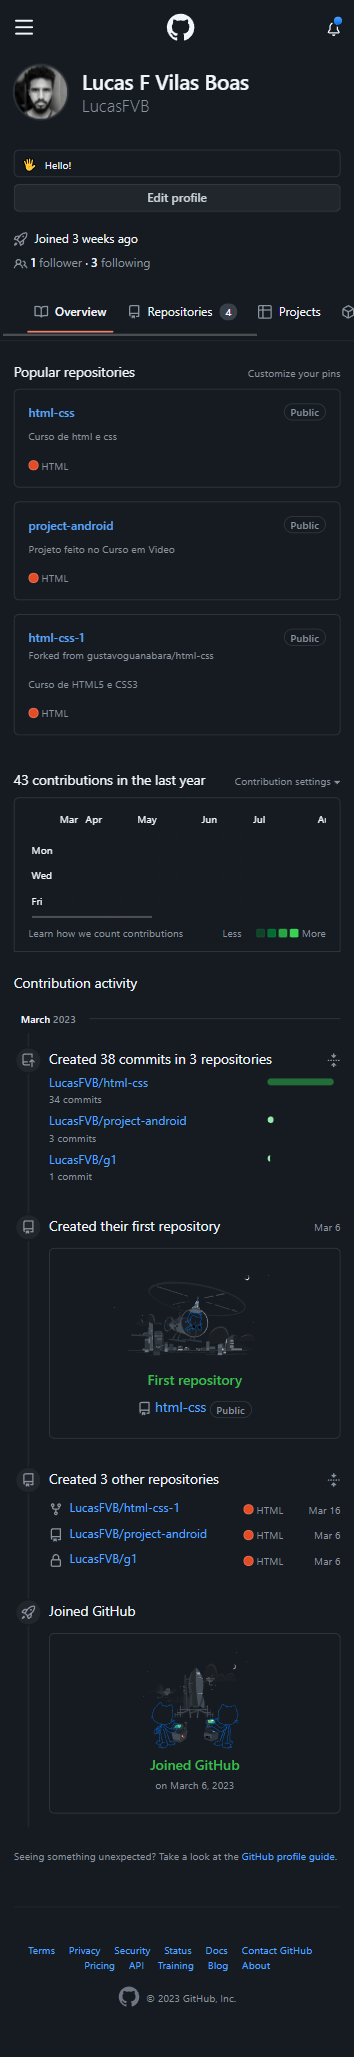 Lucas F Vilas Boas
LucasFVB
Hello!
Edit profile
Joined 3 weeks ago
1 follower · 3 following
Overview Repositories 4 Projects
Popular repositories Customize your pins
html-css Public
Curso de html e css
HTML
project-android Public
Projeto feito no Curso em Video
HTML
html-css-1 Public
Forked from gustavoguanabara/html-css
Curso de HTML5 e CSS3
HTML
43 contributions in the last year Contribution settings
Mar Apr May Jun Jul
Mon
Wed
Fri
Learn how we count contributions Less More
Contribution activity
March 2023
Created 38 commits in 3 repositories
LucasFVB/html-css
34 commits
LucasFVB/project-android
3 commits
LucasFVB/g1
1 commit
Created their first repository Mar 6
First repository
html-css Public
Created 3 other repositories
LucasFVB/html-css-1 HTML Mar 16
LucasFVB/project-android HTML Mar 6
LucasFVB/g1 HTML Mar 6
Joined GitHub
Joined GitHub
on March 6, 2023
Seeing something unexpected? Take a look at the GitHub profile guide.
Terms Privacy Security Status Docs Contact GitHub
Pricing API Training Blog About
© 2023 GitHub, Inc.